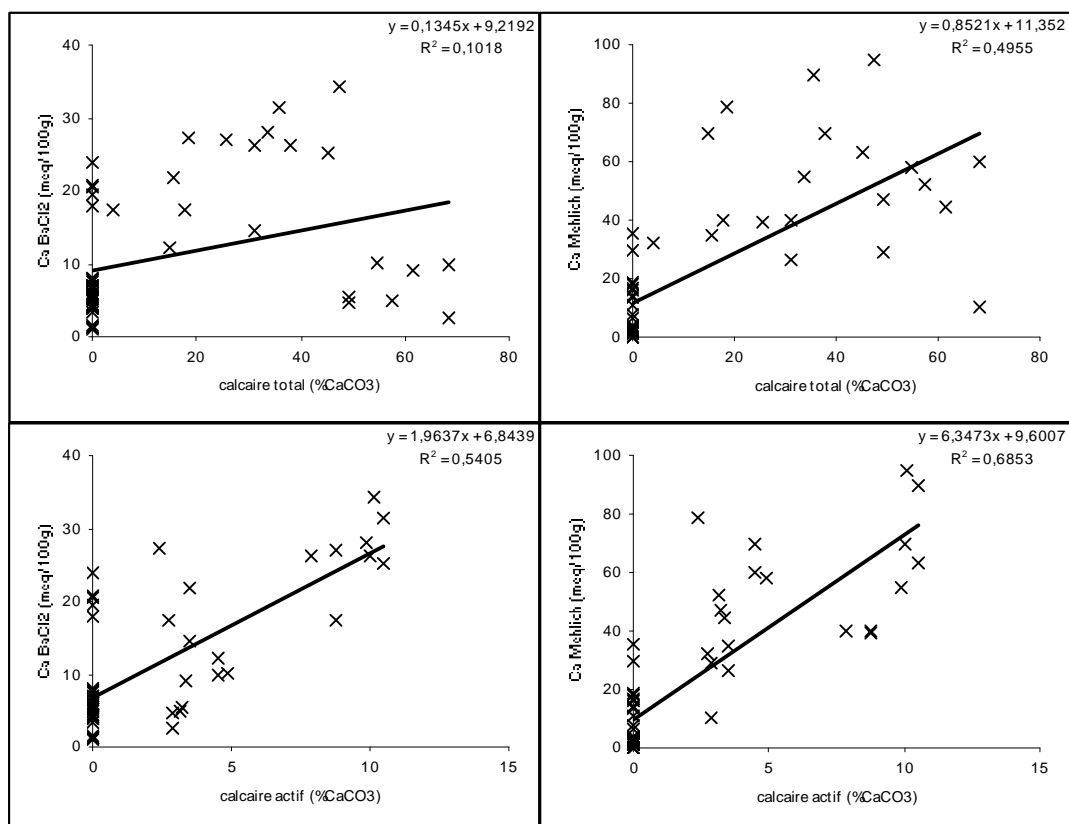 y = 0,1345x + 9,2192
R² = 0,1018
40
30
20
10
0
Ca BaCl2 (meq/100g)
0 20 40 60 80
calcaire total (%CaCO3)
y = 0,8521x + 11,352
R² = 0,4955
100
80
60
40
20
0
Ca Mehlich (meq/100g)
0 20 40 60 80
calcaire total (%CaCO3)
y = 1,9637x + 6,8439
R² = 0,5405
40
30
20
10
0
Ca BaCl2 (meq/100g)
0 5 10 15
calcaire actif (%CaCO3)
y = 6,3473x + 9,6007
R² = 0,6853
100
80
60
40
20
0
Ca Mehlich (meq/100g)
0 5 10 15
calcaire actif (%CaCO3)